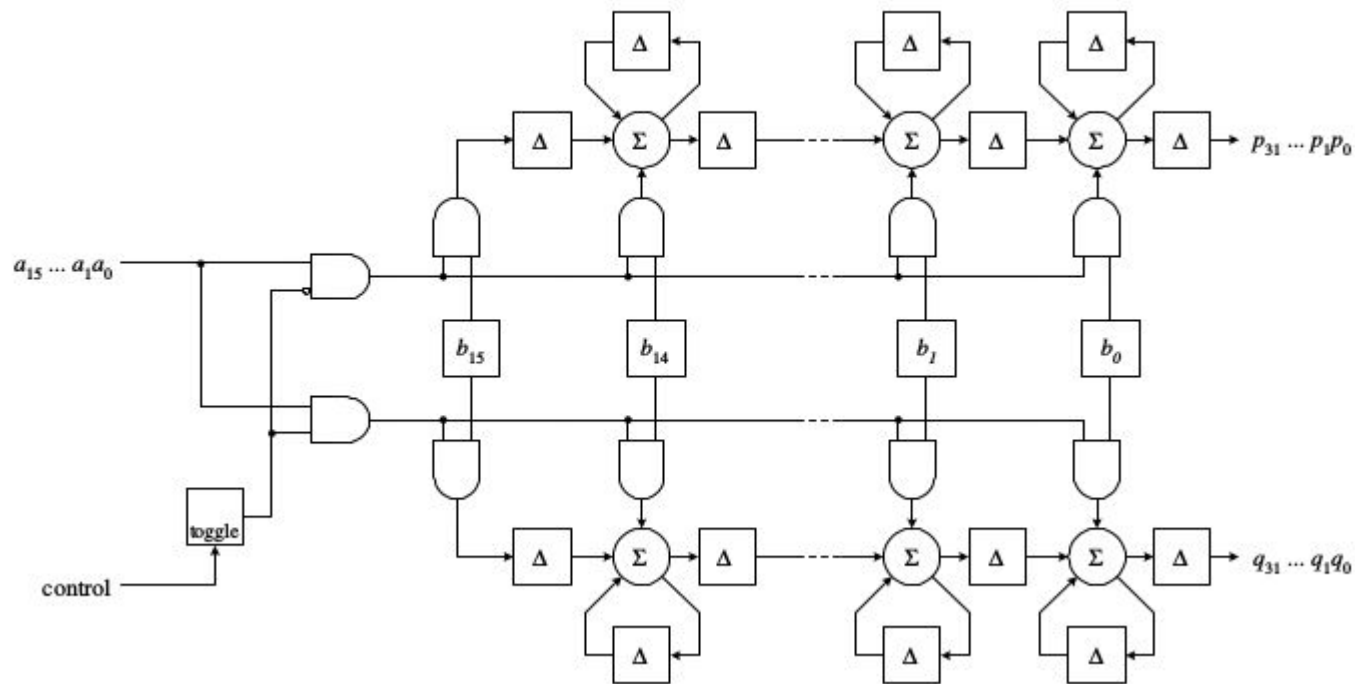 Δ Δ Δ
Δ Σ Δ Σ Δ Σ Δ p₃₁ ... p₁p₀
a₁₅ ... a₁a₀
b₁₅ b₁₄ b₁ b₀
toggle
Δ Σ Δ Σ Δ Σ Δ q₃₁ ... q₁q₀
control
Δ Δ Δ